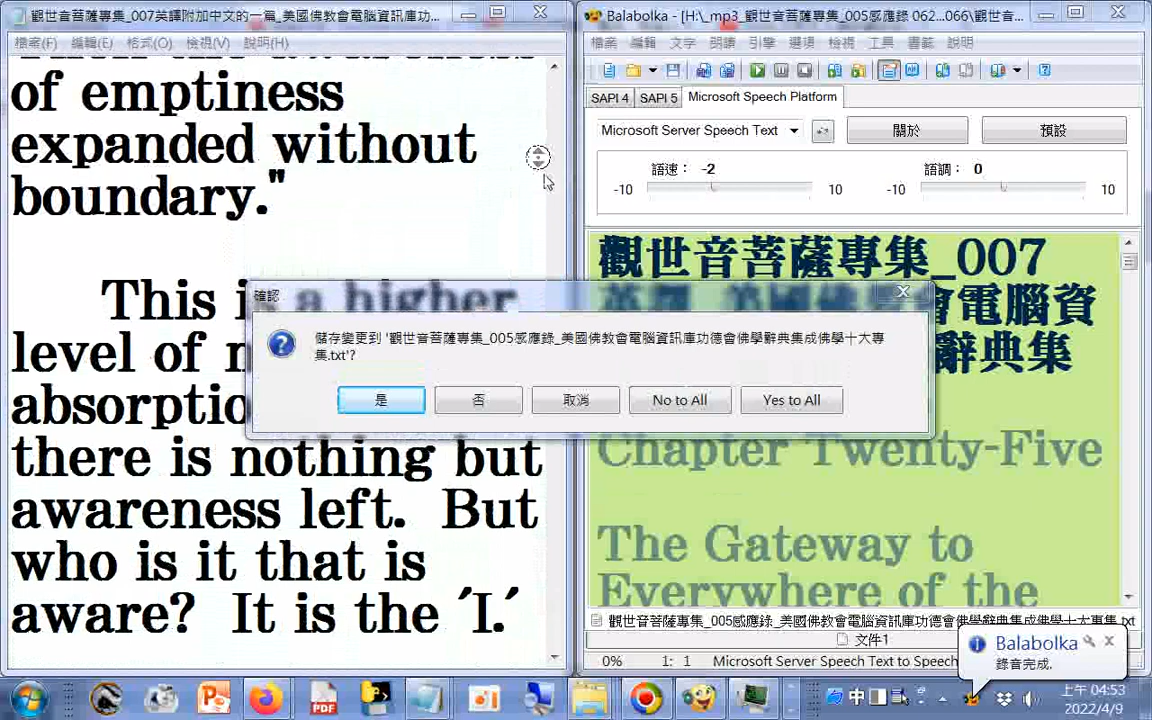 觀世音菩薩專集_007英譯附加中文的一篇_美國佛教會電腦資訊庫功...
檔案(F) 編輯(E) 格式(O) 檢視(V) 說明(H)
of emptiness
expanded without
boundary."
This is a higher
level of
absorptio
there is nothing but
awareness left. But
who is it that is
aware? It is the 'I.'
Balabolka - [H:\_mp3_觀世音菩薩專集_005感應錄 062...066\觀世音...
檔案 編輯 文字 朗讀 引擎 選項 檢視 工具 書籤 說明
SAPI 4 SAPI 5 Microsoft Speech Platform
Microsoft Server Speech Text 關於 預設
語速： -2 語調： 0
-10 10 -10 10
觀世音菩薩專集_007
英譯_美國佛教會電腦資
辭典集
Chapter Twenty-Five
The Gateway to
Everywhere of the
確認
儲存變更到 '觀世音菩薩專集_005感應錄_美國佛教會電腦資訊庫功德會佛學辭典集成佛學十大專
集.txt'?
是 否 取消 No to All Yes to All
觀世音菩薩專集_005感應錄_美國佛教會電腦資訊庫功德會佛學辭典集成佛學十大專集.txt
文件1
0% 1: 1 Microsoft Server Speech Text to Speech
Balabolka
錄音完成.
PDF
中
上午 04:53
2022/4/9